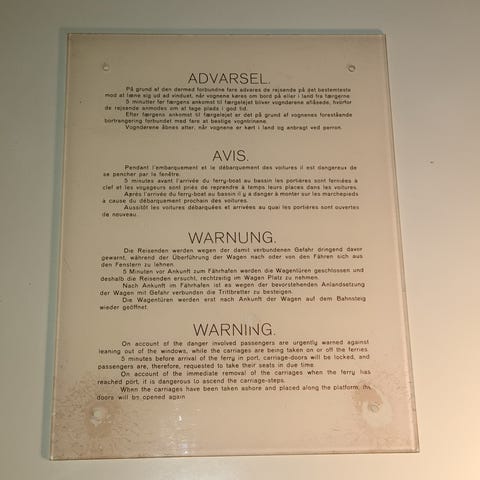 ADVARSEL.
På grund af den dermed forbundne fare advares de rejsende på det bestemteste
mod at læne sig ud ad vinduet, når vognene køres om bord på eller i land fra færgerne.
5 minutter før færgens ankomst til færgelejet bliver vogndørene aflåsede, hvorfor
de rejsende anmodes om at tage plads i god tid.
Efter færgens ankomst til færgelejet er det på grund af vognenes forestående
bortrangering forbundet med fare at bestige vogntrinene.
Vogndørene åbnes atter, når vognene er kørt i land og anbragt ved perron.
AVIS.
Pendant l'embarquement et le débarquement des voitures il est dangereux de
se pencher par la fenêtre.
5 minutes avant l'arrivée du ferry-boat au bassin les portières sont fermées à
clef et les voyageurs sont priés de reprendre à temps leurs places dans les voitures.
Après l'arrivée du ferry-boat au bassin il y a danger à monter sur les marchepieds
à cause du débarquement prochain des voitures.
Aussitôt les voitures débarquées et arrivées au quai les portières sont ouvertes
de nouveau.
WARNUNG.
Die Reisenden werden wegen der damit verbundenen Gefahr dringend davor
gewarnt, während der Überführung der Wagen nach oder von den Fähren sich aus
den Fenstern zu lehnen.
5 Minuten vor Ankunft zum Fährhafen werden die Wagentüren geschlossen und
deshalb die Reisenden ersucht, rechtzeitig im Wagen Platz zu nehmen.
Nach Ankunft im Fährhafen ist es wegen der bevorstehenden Anlandsetzung
der Wagen mit Gefahr verbunden die Trittbretter zu besteigen.
Die Wagentüren werden erst nach Ankunft der Wagen auf dem Bahnsteig
wieder geöffnet.
WARNING.
On account of the danger involved passengers are urgently warned against
leaning out of the windows, while the carriages are being taken on or off the ferries.
5 minutes before arrival of the ferry in port, carriage-doors will be locked, and
passengers are, therefore, requested to take their seats in due time.
On account of the immediate removal of the carriages when the ferry has
reached port, it is dangerous to ascend the carriage-steps.
When the carriages have been taken ashore and placed along the platform, the
doors will be opened again